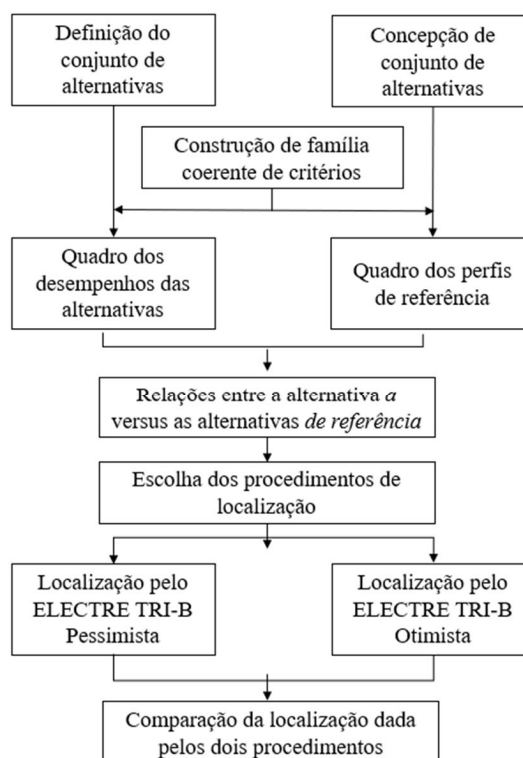 Definição do
conjunto de
alternativas
Concepção de
conjunto de
alternativas
Construção de família
coerente de critérios
Quadro dos
desempenhos das
alternativas
Quadro dos perfis
de referência
Relações entre a alternativa a
versus as alternativas de referência
Escolha dos procedimentos de
localização
Localização pelo
ELECTRE TRI-B
Pessimista
Localização pelo
ELECTRE TRI-B
Otimista
Comparação da localização dada
pelos dois procedimentos